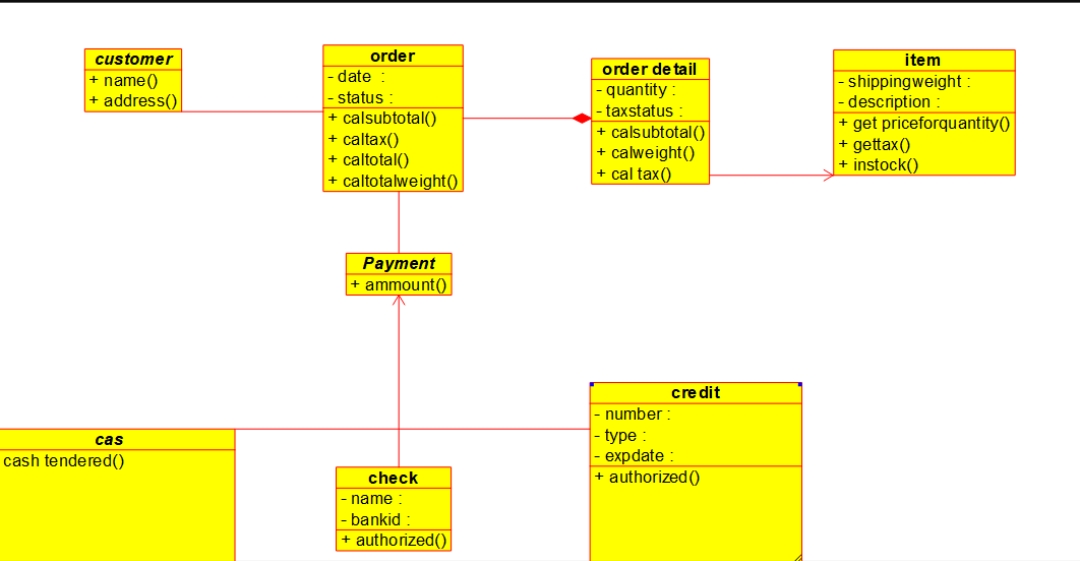 customer
+ name()
+ address()
order
- date :
- status :
+ calsubtotal()
+ caltax()
+ caltotal()
+ caltotalweight()
order detail
- quantity :
- taxstatus :
+ calsubtotal()
+ calweight()
+ cal tax()
item
- shippingweight :
- description :
+ get priceforquantity()
+ gettax()
+ instock()
Payment
+ ammount()
cas
cash tendered()
check
- name :
- bankid :
+ authorized()
credit
- number :
- type :
- expdate :
+ authorized()